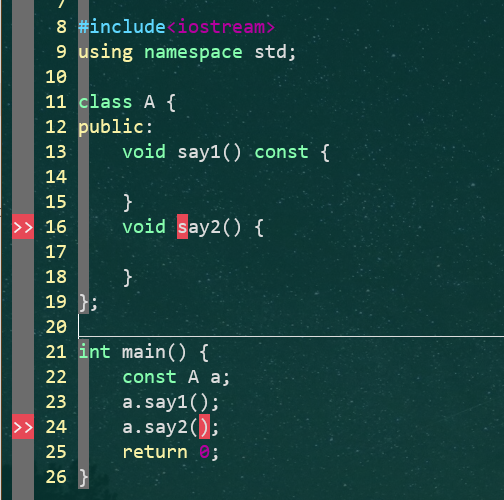 7
8 #include<iostream>
9 using namespace std;
10
11 class A {
12 public:
13     void say1() const {
14
15     }
>> 16     void say2() {
17
18     }
19 };
20
21 int main() {
22     const A a;
23     a.say1();
>> 24     a.say2();
25     return 0;
26 }